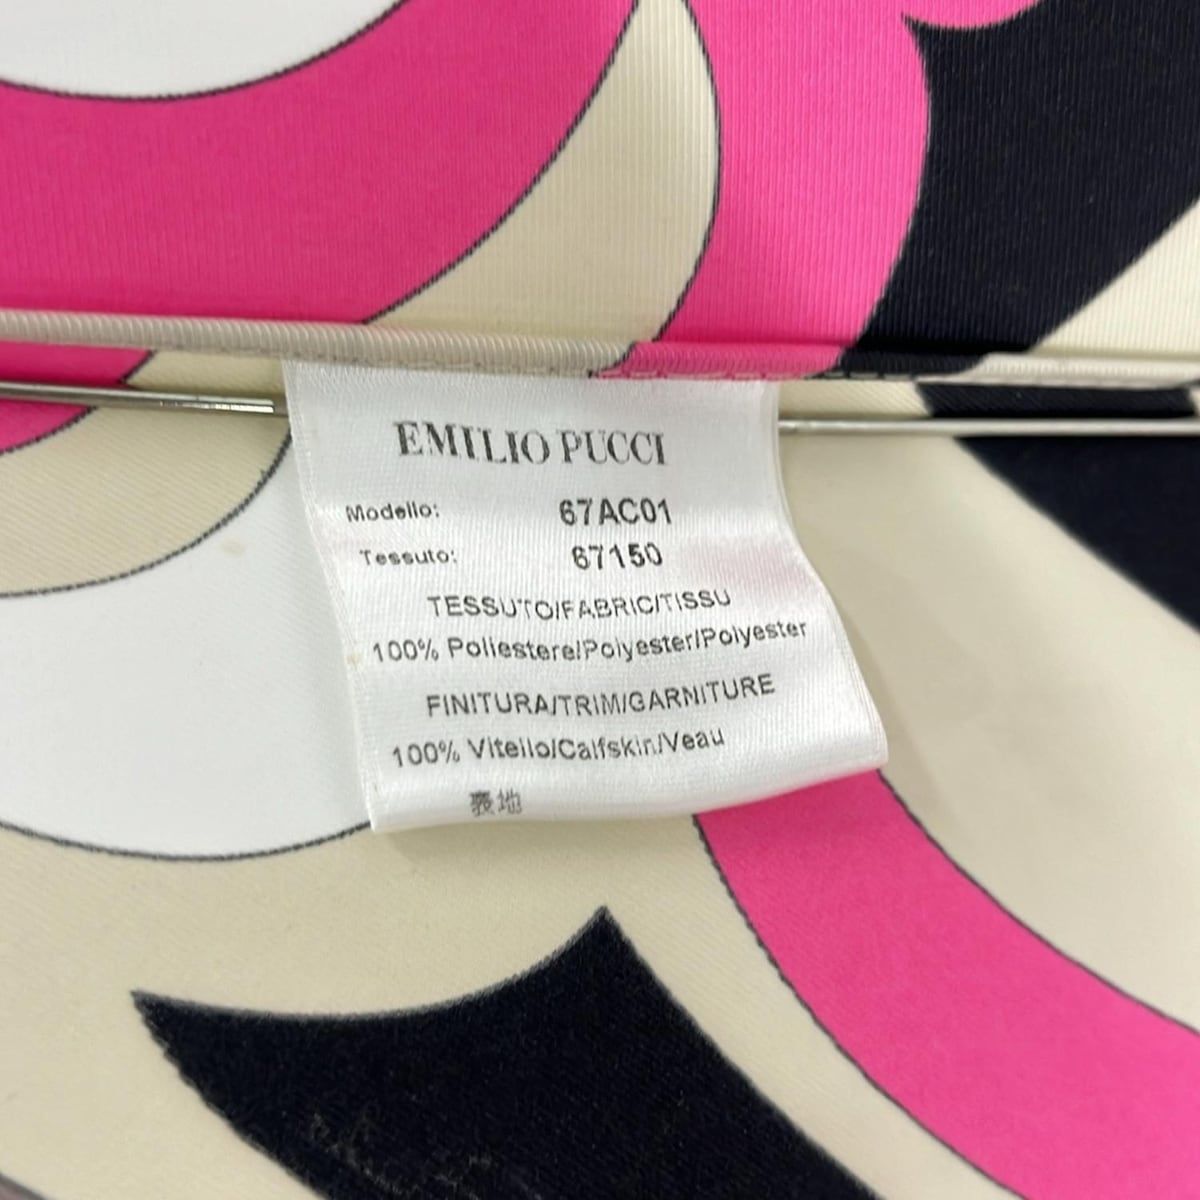 EMILIO PUCCI
Modello: 67AC01
Tessuto: 67150
TESSUTO/FABRIC/TISSU
100% Poliestere/Polyester/Polyester
FINITURA/TRIM/GARNITURE
100% Vitello/Calfskin/Veau
表地